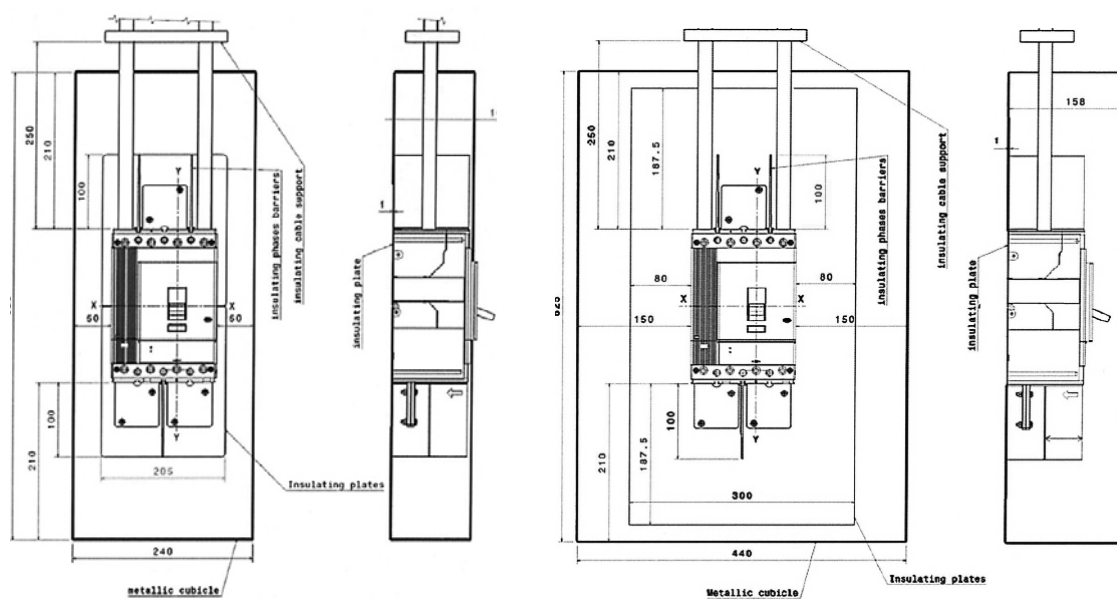 250
210
100
insulating phases barriers
insulating cable support
insulating plate
1
1
Y
X
X
60
60
Y
100
210
205
Insulating plates
240
metallic cubicle
250
210
187.5
100
insulating phases barriers
insulating cable support
158
1
Y
80
80
X
X
150
150
insulating plate
Y
100
210
187.5
300
440
Insulating plates
Metallic cubicle